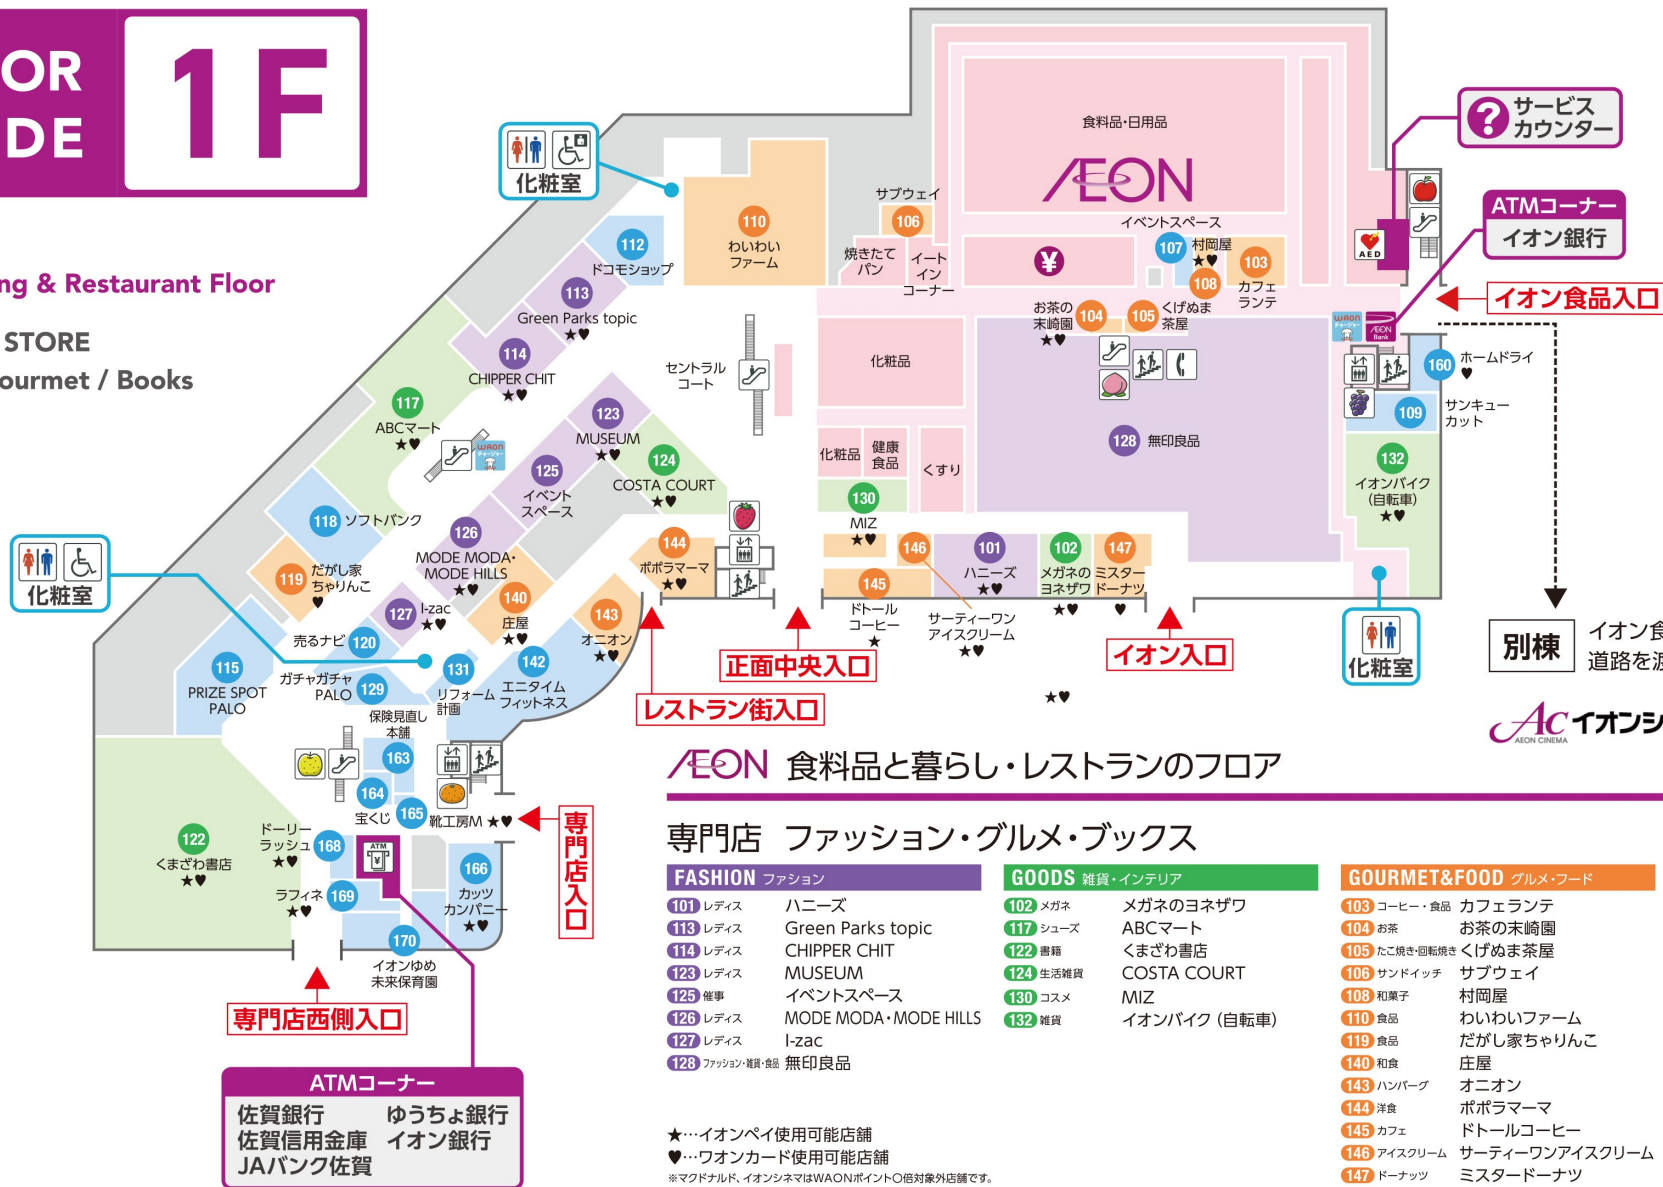 OR
DE
1F
ng & Restaurant Floor
STORE
ourmet / Books
化粧室
110
わいわい
ファーム
サブウェイ
106
焼きたて
パン
イート
イン
コーナー
食料品・日用品
ÆON
イベントスペース
107
村岡屋
★♥
108
103
カフェ
ランテ
¥
お茶の
末崎園
★♥
104
105
くげぬま
茶屋
?
サービス
カウンター
AED
ATMコーナー
イオン銀行
イオン食品入口
WAON
チャージャー
ÆON
Bank
160
ホームドライ
♥
109
サンキュー
カット
132
イオンバイク
(自転車)
★♥
112
ドコモショップ
113
Green Parks topic
★♥
114
CHIPPER CHIT
★♥
117
ABCマート
★♥
WAON
チャージャー
セントラル
コート
化粧品
化粧品
健康
食品
くすり
128 無印良品
123
MUSEUM
★♥
124
COSTA COURT
★♥
125
イベント
スペース
126
MODE MODA・
MODE HILLS
★♥
130
MIZ
★♥
118 ソフトバンク
119
だがし家
ちゃりんこ
♥
化粧室
127
I-zac
★♥
140
庄屋
★♥
143
オニオン
★♥
144
ポポラマーマ
★♥
146
サーティーワン
アイスクリーム
★♥
145
ドトール
コーヒー
★
101
ハニーズ
★♥
102
メガネの
ヨネザワ
★♥
147
ミスター
ドーナツ
♥
化粧室
別棟
イオン食
道路を渡
AC
AEON CINEMA
イオンシ
売るナビ 120
115
PRIZE SPOT
PALO
ガチャガチャ
PALO
129
131
リフォーム
計画
142
エニタイム
フィットネス
正面中央入口
イオン入口
レストラン街入口
★♥
保険見直し
本舗
163
164
宝くじ
165
靴工房M ★♥
専門店入口
122
くまざわ書店
★♥
ドーリー
ラッシュ
★♥
168
ATM
¥
ラフィネ
★♥
169
166
カッツ
カンパニー
★♥
170
イオンゆめ
未来保育園
専門店西側入口
ATMコーナー
佐賀銀行 ゆうちょ銀行
佐賀信用金庫 イオン銀行
JAバンク佐賀
ÆON 食料品と暮らし・レストランのフロア
専門店 ファッション・グルメ・ブックス
FASHION ファション
101 レディス ハニーズ
113 レディス Green Parks topic
114 レディス CHIPPER CHIT
123 レディス MUSEUM
125 催事 イベントスペース
126 レディス MODE MODA・MODE HILLS
127 レディス I-zac
128 ファッション・雑貨・食品 無印良品
GOODS 雑貨・インテリア
102 メガネ メガネのヨネザワ
117 シューズ ABCマート
122 書籍 くまざわ書店
124 生活雑貨 COSTA COURT
130 コスメ MIZ
132 雑貨 イオンバイク (自転車)
GOURMET&FOOD グルメ・フード
103 コーヒー・食品 カフェランテ
104 お茶 お茶の末崎園
105 たこ焼き・回転焼き くげぬま茶屋
106 サンドイッチ サブウェイ
108 和菓子 村岡屋
110 食品 わいわいファーム
119 食品 だがし家ちゃりんこ
140 和食 庄屋
143 ハンバーグ オニオン
144 洋食 ポポラマーマ
145 カフェ ドトールコーヒー
146 アイスクリーム サーティーワンアイスクリーム
147 ドーナッツ ミスタードーナツ
★…イオンペイ使用可能店舗
♥…ワオンカード使用可能店舗
※マクドナルド、イオンシネマはWAONポイント〇倍対象外店舗です。